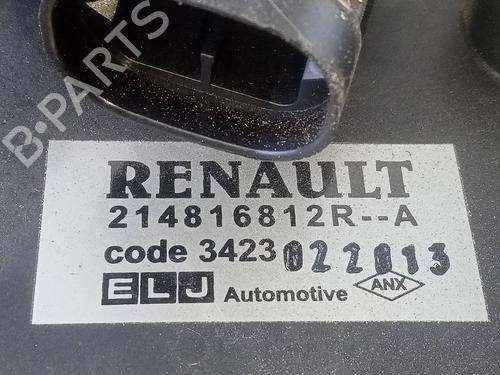 B-PARTS
RENAULT
214816812R--A
code 3423 022013
ELJ Automotive ANX